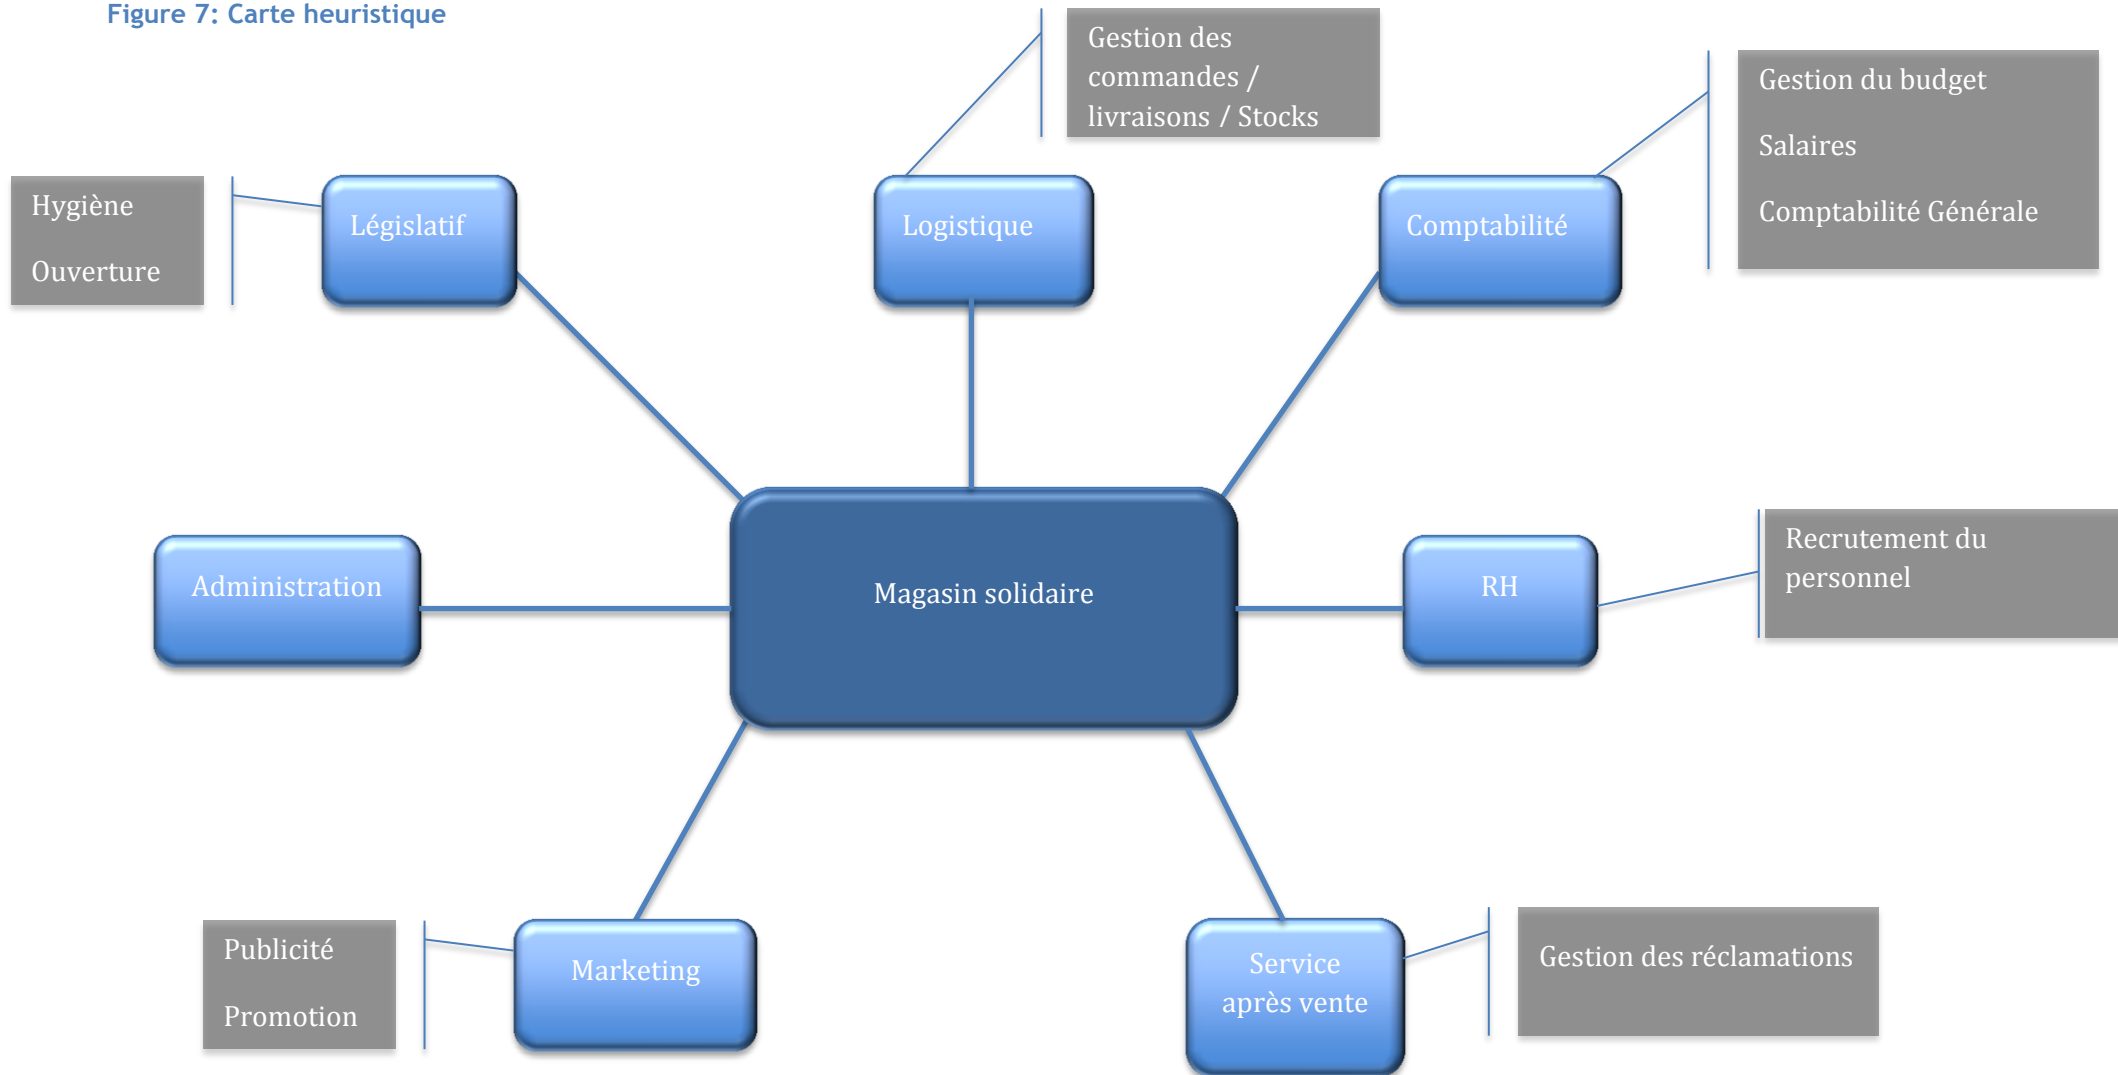 Figure 7: Carte heuristique
Gestion des
commandes /
livraisons / Stocks
Gestion du budget
Salaires
Comptabilité Générale
Hygiène
Ouverture
Législatif
Logistique
Comptabilité
Administration
Magasin solidaire
RH
Recrutement du
personnel
Publicité
Promotion
Marketing
Service
après vente
Gestion des réclamations